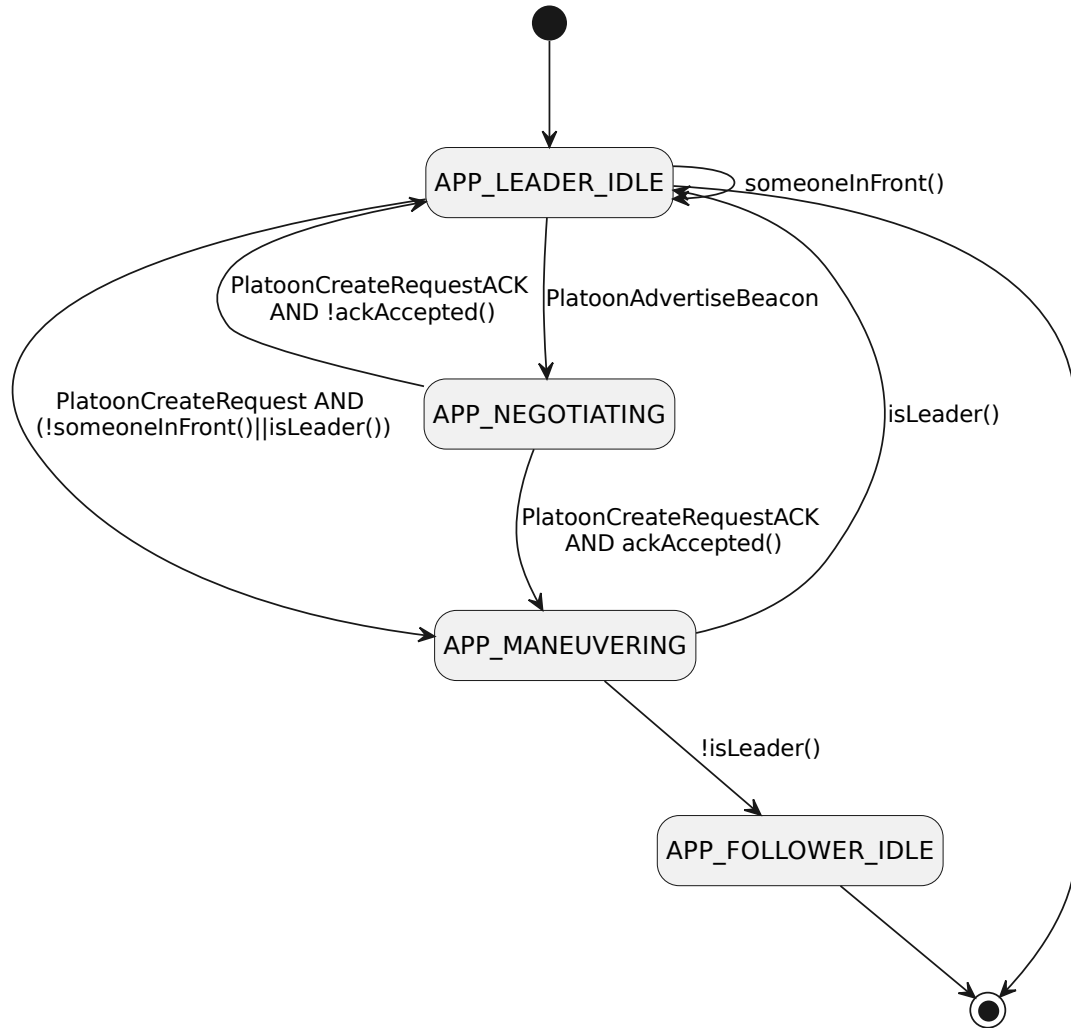 APP_LEADER_IDLE
someoneInFront()
PlatoonCreateRequestACK
AND !ackAccepted()
PlatoonAdvertiseBeacon
PlatoonCreateRequest AND
(!someoneInFront()||isLeader())
APP_NEGOTIATING
isLeader()
PlatoonCreateRequestACK
AND ackAccepted()
APP_MANEUVERING
!isLeader()
APP_FOLLOWER_IDLE